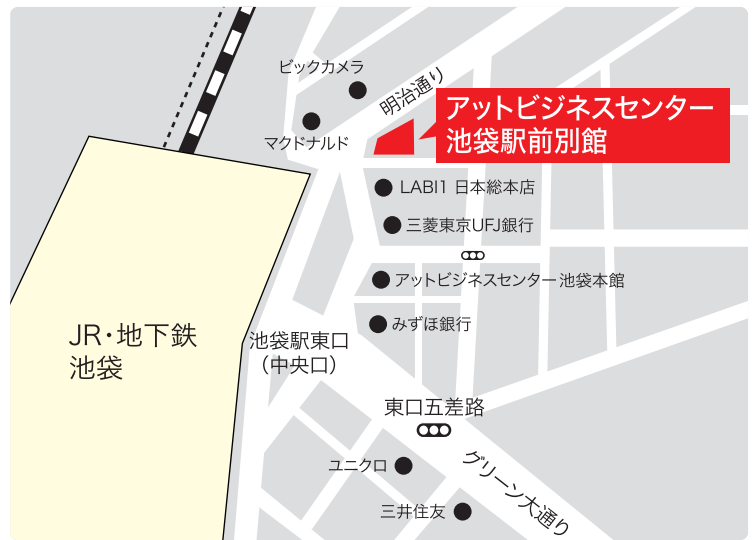 ビックカメラ
明治通り
マクドナルド
アットビジネスセンター
池袋駅前別館
LABI1 日本総本店
三菱東京UFJ銀行
アットビジネスセンター池袋本館
みずほ銀行
JR・地下鉄
池袋
池袋駅東口
(中央口)
東口五差路
ユニクロ
グリーン大通り
三井住友